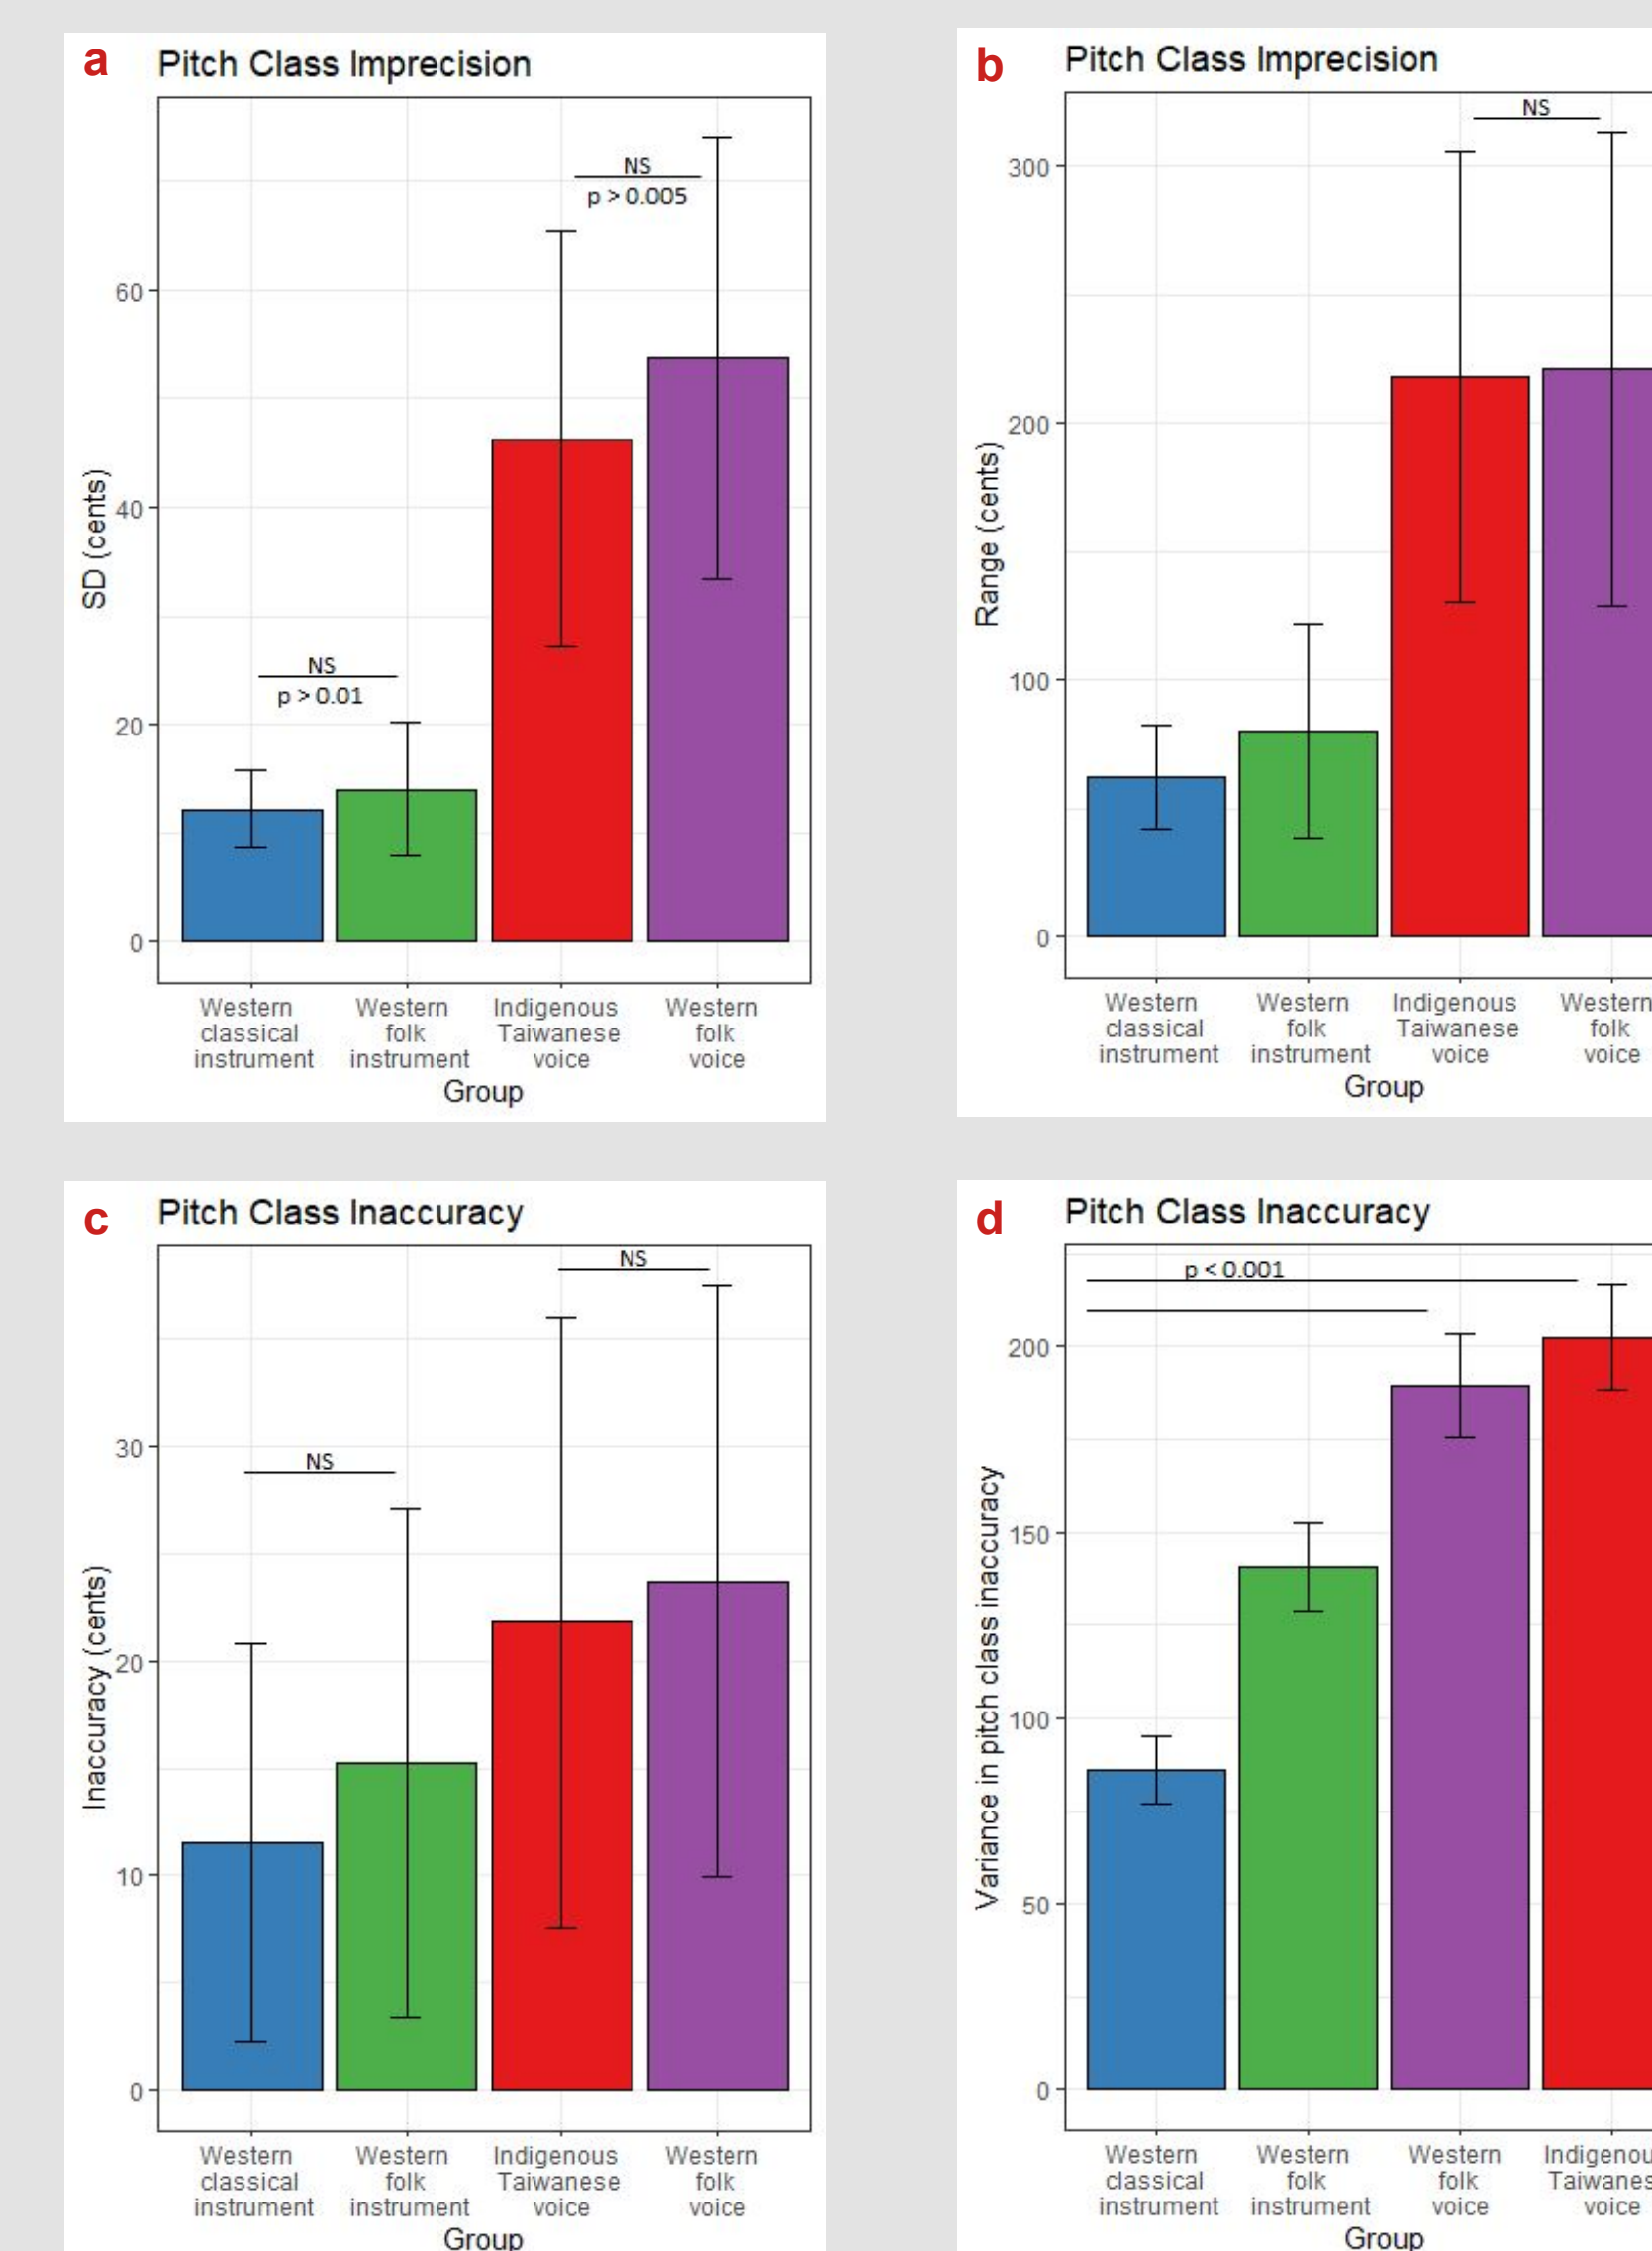 a
Pitch Class Imprecision
NS
p > 0.005
NS
p > 0.01
60
40
20
0
SD (cents)
Western classical instrument
Western folk instrument
Indigenous Taiwanese voice
Western folk voice
Group
b
Pitch Class Imprecision
NS
300
200
100
0
Range (cents)
Western classical instrument
Western folk instrument
Indigenous Taiwanese voice
Western folk voice
Group
c
Pitch Class Inaccuracy
NS
NS
30
20
10
0
Inaccuracy (cents)
Western classical instrument
Western folk instrument
Indigenous Taiwanese voice
Western folk voice
Group
d
Pitch Class Inaccuracy
p < 0.001
200
150
100
50
0
Variance in pitch class inaccuracy
Western classical instrument
Western folk instrument
Western folk voice
Indigenou Taiwanes voice
Group